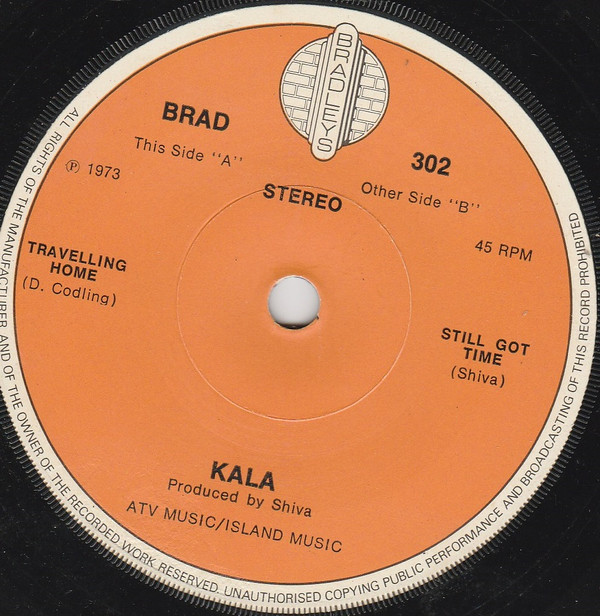 BRADLEYS
BRAD
302
This Side "A"
Other Side "B"
℗ 1973
STEREO
45 RPM
TRAVELLING
HOME
(D. Codling)
STILL GOT
TIME
(Shiva)
KALA
Produced by Shiva
ATV MUSIC/ISLAND MUSIC
ALL RIGHTS OF THE MANUFACTURER AND OF THE OWNER OF THE RECORDED WORK RESERVED. UNAUTHORISED COPYING PUBLIC PERFORMANCE AND BROADCASTING OF THIS RECORD PROHIBITED